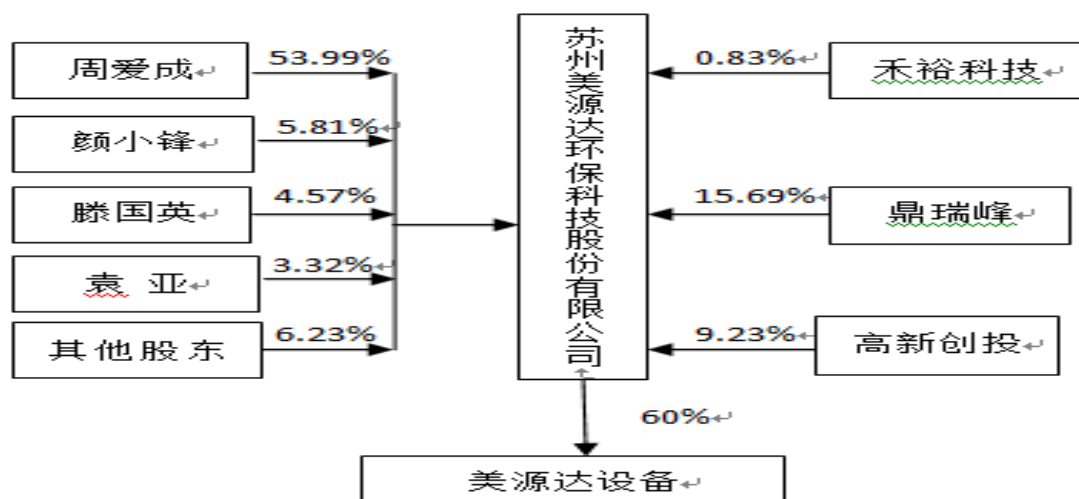 周爱成
53.99%
颜小锋
5.81%
滕国英
4.57%
袁 亚
3.32%
其他股东
6.23%
苏州美源达环保科技股份有限公司
0.83%
禾裕科技
15.69%
鼎瑞峰
9.23%
高新创投
60%
美源达设备